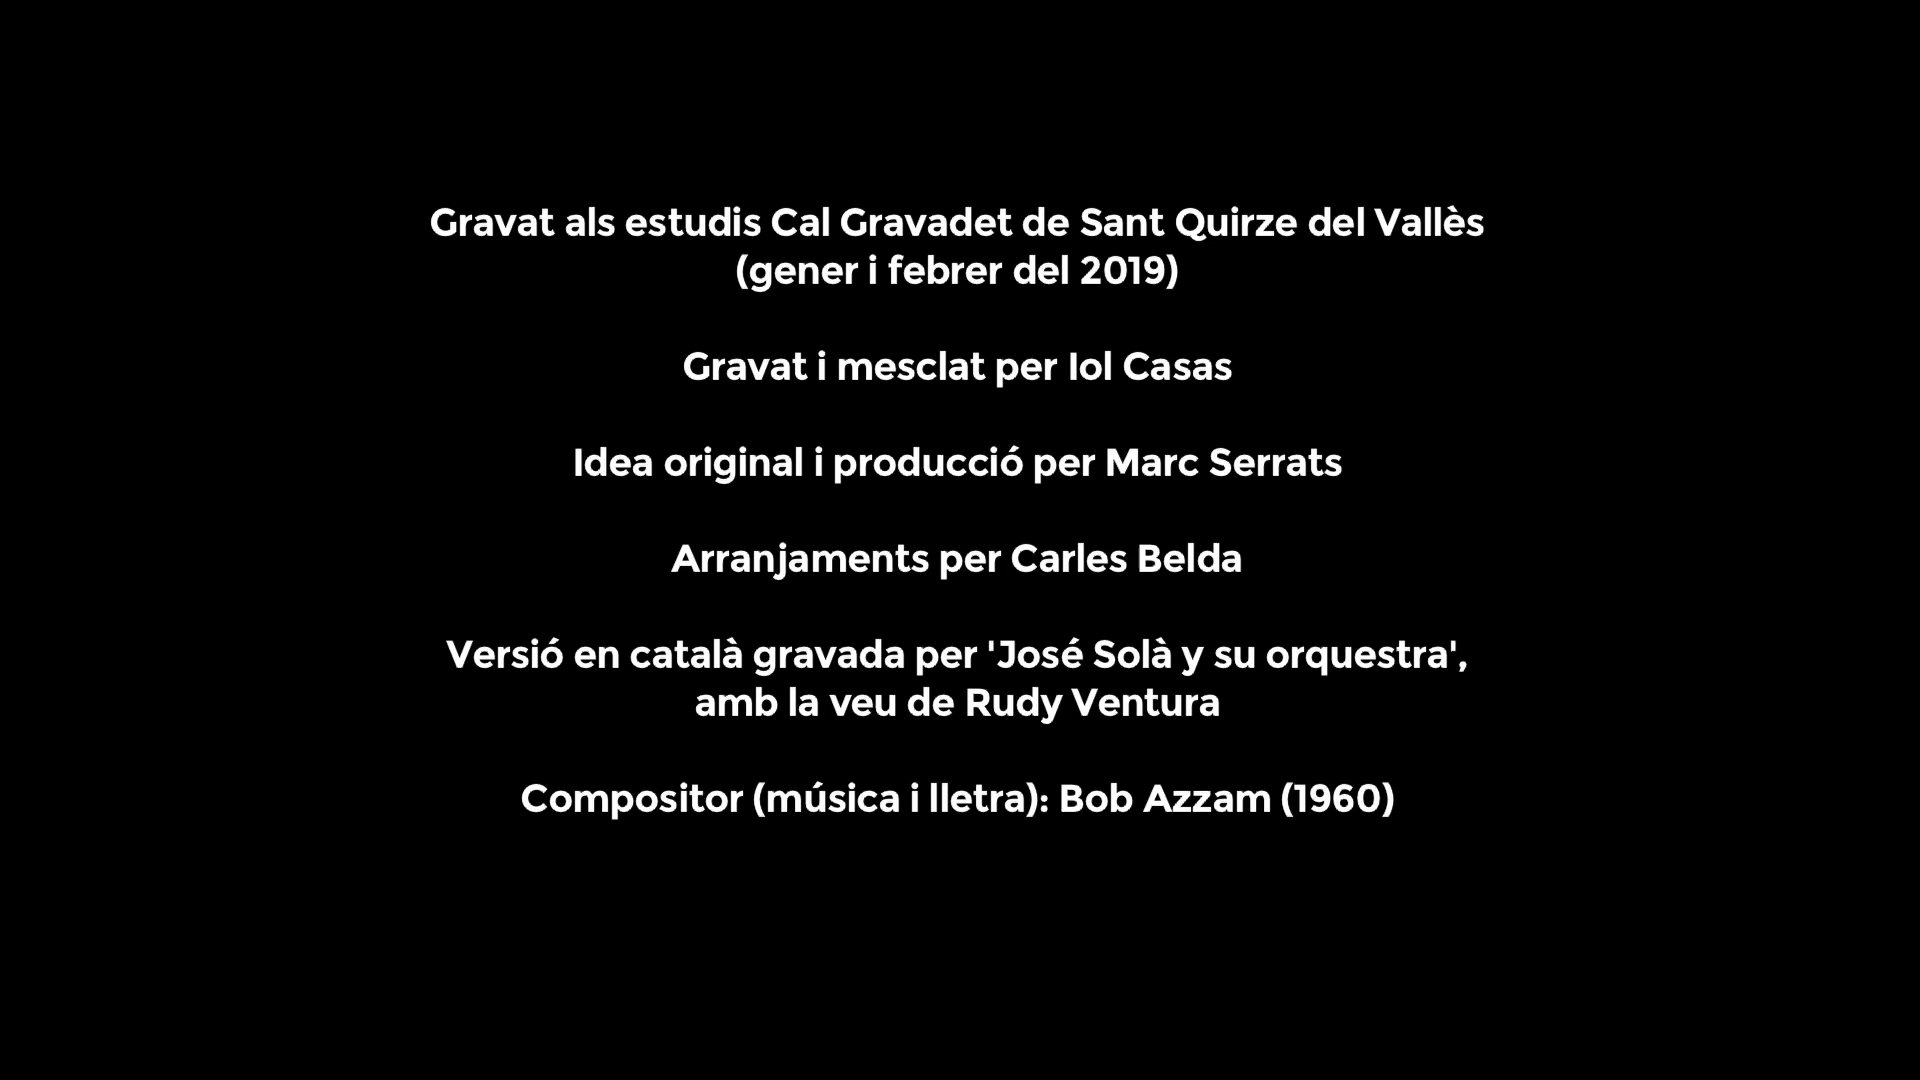 Gravat als estudis Cal Gravadet de Sant Quirze del Vallès
(gener i febrer del 2019)
Gravat i mesclat per Iol Casas
Idea original i producció per Marc Serrats
Arranjaments per Carles Belda
Versió en català gravada per 'José Solà y su orquestra',
amb la veu de Rudy Ventura
Compositor (música i lletra): Bob Azzam (1960)